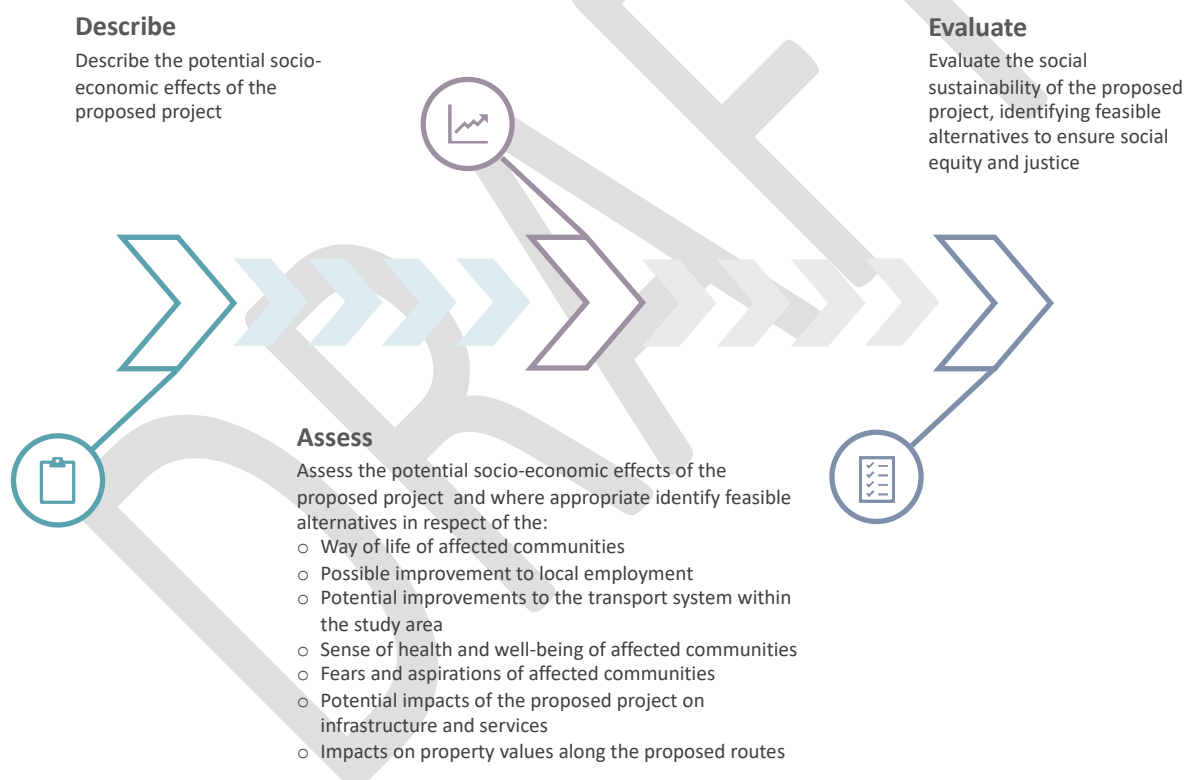 Describe
Describe the potential socio-
economic effects of the
proposed project
Evaluate
Evaluate the social
sustainability of the proposed
project, identifying feasible
alternatives to ensure social
equity and justice
Assess
Assess the potential socio-economic effects of the
proposed project and where appropriate identify feasible
alternatives in respect of the:
○ Way of life of affected communities
○ Possible improvement to local employment
○ Potential improvements to the transport system within
the study area
○ Sense of health and well-being of affected communities
○ Fears and aspirations of affected communities
○ Potential impacts of the proposed project on
infrastructure and services
○ Impacts on property values along the proposed routes
DRAFT